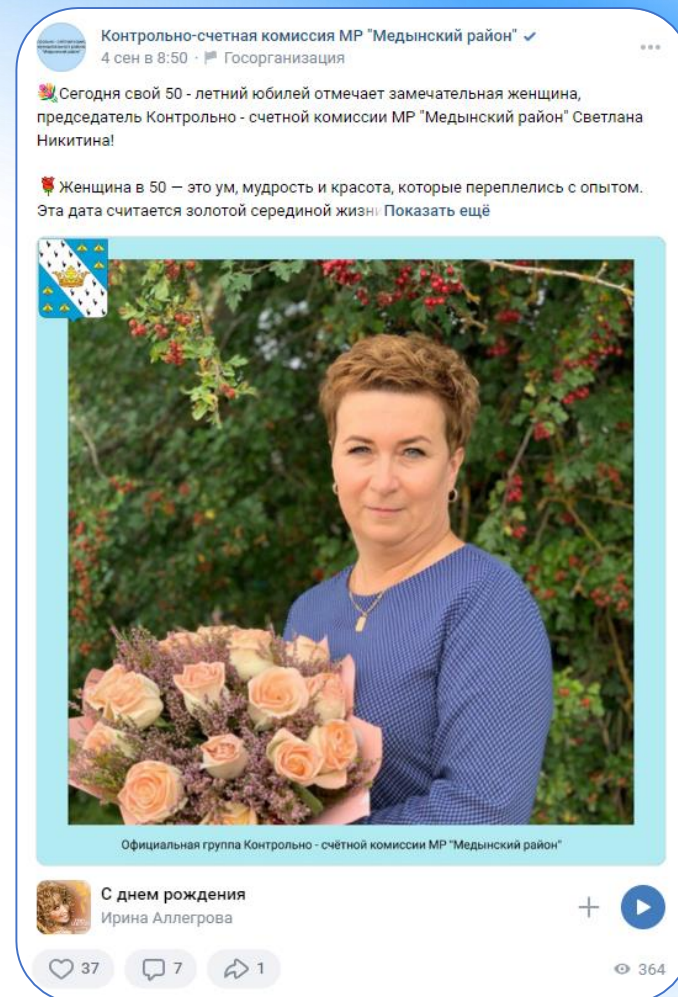 Контрольно-счетная комиссия МР "Медынский район"
4 сен в 8:50 · Госорганизация
Сегодня свой 50 - летний юбилей отмечает замечательная женщина,
председатель Контрольно - счетной комиссии МР "Медынский район" Светлана
Никитина!
Женщина в 50 — это ум, мудрость и красота, которые переплелись с опытом.
Эта дата считается золотой серединой жизн Показать ещё
Официальная группа Контрольно - счётной комиссии МР "Медынский район"
С днем рождения
Ирина Аллегрова
37
7
1
364